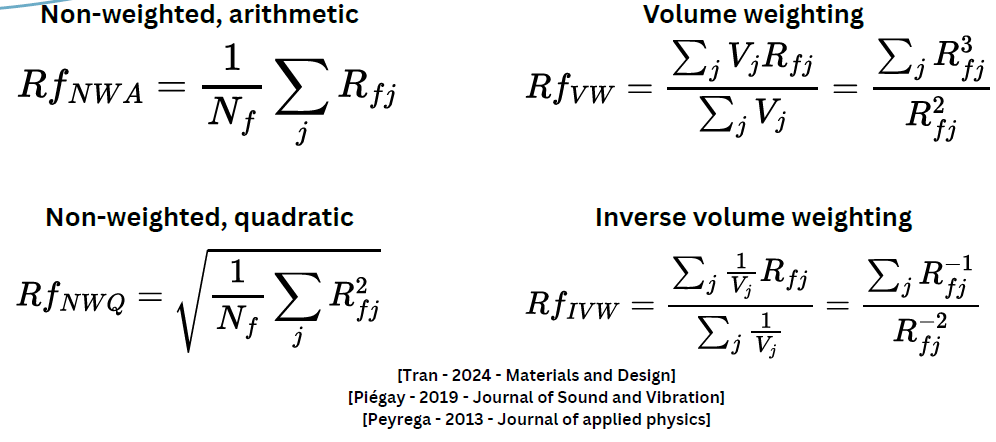 Non-weighted, arithmetic
Rf_{NWA} = \frac{1}{N_f} \sum_j R_{fj}
Volume weighting
Rf_{VW} = \frac{\sum_j V_j R_{fj}}{\sum_j V_j} = \frac{\sum_j R_{fj}^3}{R_{fj}^2}
Non-weighted, quadratic
Rf_{NWQ} = \sqrt{\frac{1}{N_f} \sum_j R_{fj}^2}
Inverse volume weighting
Rf_{IVW} = \frac{\sum_j \frac{1}{V_j} R_{fj}}{\sum_j \frac{1}{V_j}} = \frac{\sum_j R_{fj}^{-1}}{R_{fj}^{-2}}
[Tran - 2024 - Materials and Design]
[Piégay - 2019 - Journal of Sound and Vibration]
[Peyrega - 2013 - Journal of applied physics]